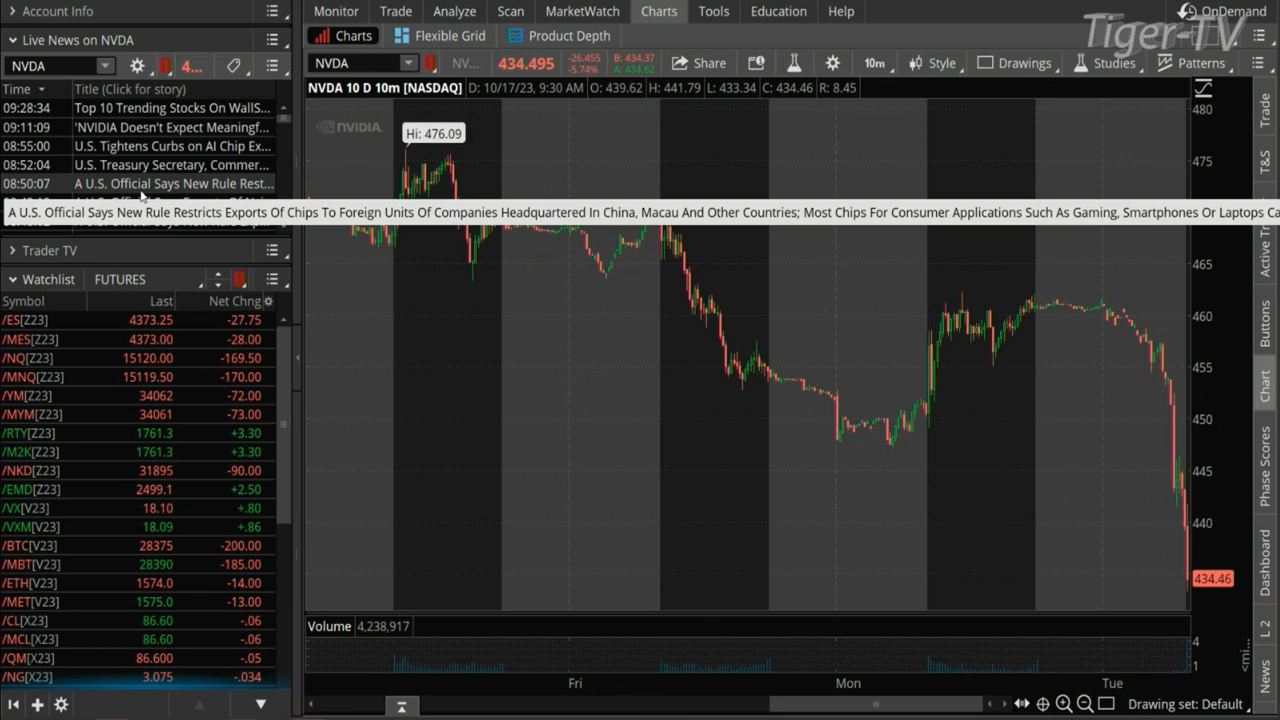 Account Info
Monitor Trade Analyze Scan MarketWatch Charts Tools Education Help OnDemand
Tiger-TV
Live News on NVDA
Charts Flexible Grid Product Depth
NVDA 4...
NVDA NV... 434.495 -26.455 -5.74% B: 434.37 A: 434.62 Share 10m Style Drawings Studies Patterns
Time Title (Click for story)
NVDA 10 D 10m [NASDAQ] D: 10/17/23, 9:30 AM O: 439.62 H: 441.79 L: 433.34 C: 434.46 R: 8.45
09:28:34 Top 10 Trending Stocks On WallS...
09:11:09 'NVIDIA Doesn't Expect Meaningf...
08:55:00 U.S. Tightens Curbs on AI Chip Ex...
08:52:04 U.S. Treasury Secretary, Commer...
08:50:07 A U.S. Official Says New Rule Rest...
A U.S. Official Says New Rule Restricts Exports Of Chips To Foreign Units Of Companies Headquartered In China, Macau And Other Countries; Most Chips For Consumer Applications Such As Gaming, Smartphones Or Laptops Ca
NVIDIA.
Hi: 476.09
Trader TV
Watchlist FUTURES
Symbol Last Net Chng
/ES[Z23] 4373.25 -27.75
/MES[Z23] 4373.00 -28.00
/NQ[Z23] 15120.00 -169.50
/MNQ[Z23] 15119.50 -170.00
/YM[Z23] 34062 -72.00
/MYM[Z23] 34061 -73.00
/RTY[Z23] 1761.3 +3.30
/M2K[Z23] 1761.3 +3.30
/NKD[Z23] 31895 -90.00
/EMD[Z23] 2499.1 +2.50
/VX[V23] 18.10 +.80
/VXM[V23] 18.09 +.86
/BTC[V23] 28375 -200.00
/MBT[V23] 28390 -185.00
/ETH[V23] 1574.0 -14.00
/MET[V23] 1575.0 -13.00
/CL[X23] 86.60 -.06
/MCL[X23] 86.60 -.06
/QM[X23] 86.600 -.05
/NG[X23] 3.075 -.034
480
475
465
460
455
450
445
440
434.46
Volume 4,238,917
4
1
<mi...
Fri Mon Tue
Drawing set: Default
Trade
T&S
Active Tr
Buttons
Chart
Phase Scores
Dashboard
L 2
News